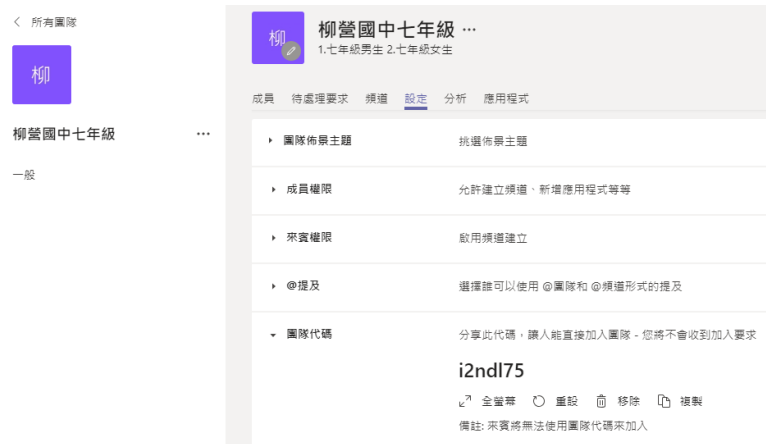 所有團隊
柳
柳營國中七年級
一般
柳
柳營國中七年級
1.七年級男生 2.七年級女生
成員 待處理要求 頻道 設定 分析 應用程式
團隊佈景主題 挑選佈景主題
成員權限 允許建立頻道、新增應用程式等等
來賓權限 啟用頻道建立
@提及 選擇誰可以使用 @團隊和 @頻道形式的提及
團隊代碼 分享此代碼，讓人能直接加入團隊 - 您將不會收到加入要求
i2ndl75
全螢幕 重設 移除 複製
備註: 來賓將無法使用團隊代碼來加入